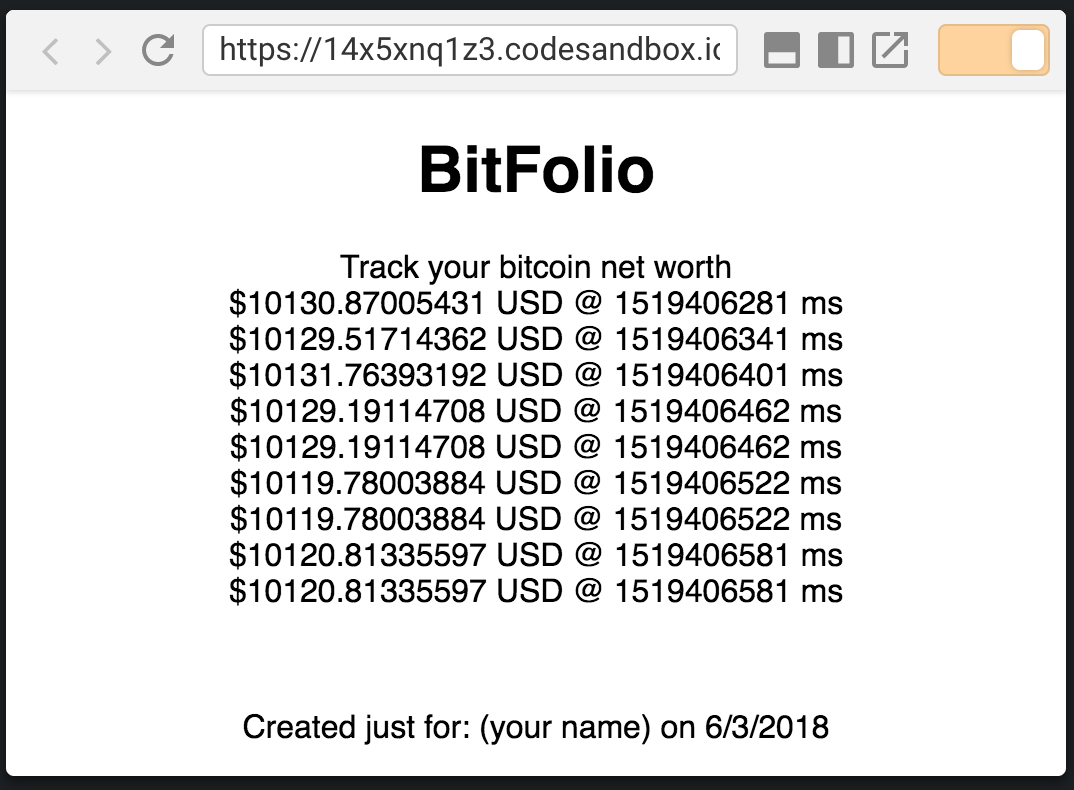 https://14x5xnq1z3.codesandbox.io
BitFolio
Track your bitcoin net worth
$10130.87005431 USD @ 1519406281 ms
$10129.51714362 USD @ 1519406341 ms
$10131.76393192 USD @ 1519406401 ms
$10129.19114708 USD @ 1519406462 ms
$10129.19114708 USD @ 1519406462 ms
$10119.78003884 USD @ 1519406522 ms
$10119.78003884 USD @ 1519406522 ms
$10120.81335597 USD @ 1519406581 ms
$10120.81335597 USD @ 1519406581 ms
Created just for: (your name) on 6/3/2018